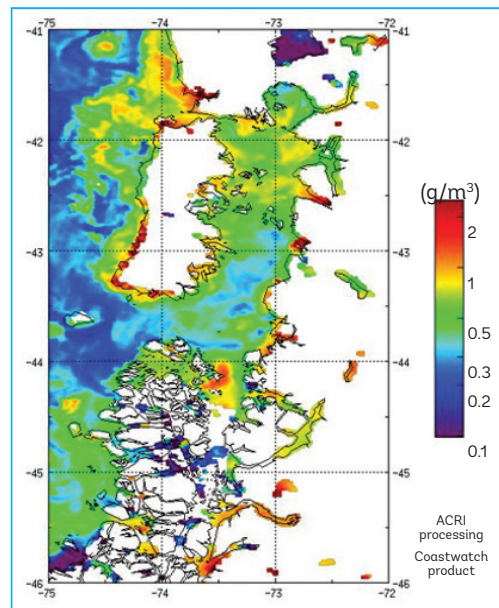 -75 -74 -73 -72
-41 -41
-42 -42
(g/m³)
2
-43 -43
1
0.5
-44 -44
0.3
0.2
0.1
-45 -45
ACRI
processing
Coastwatch
product
-46 -46
-75 -74 -73 -72